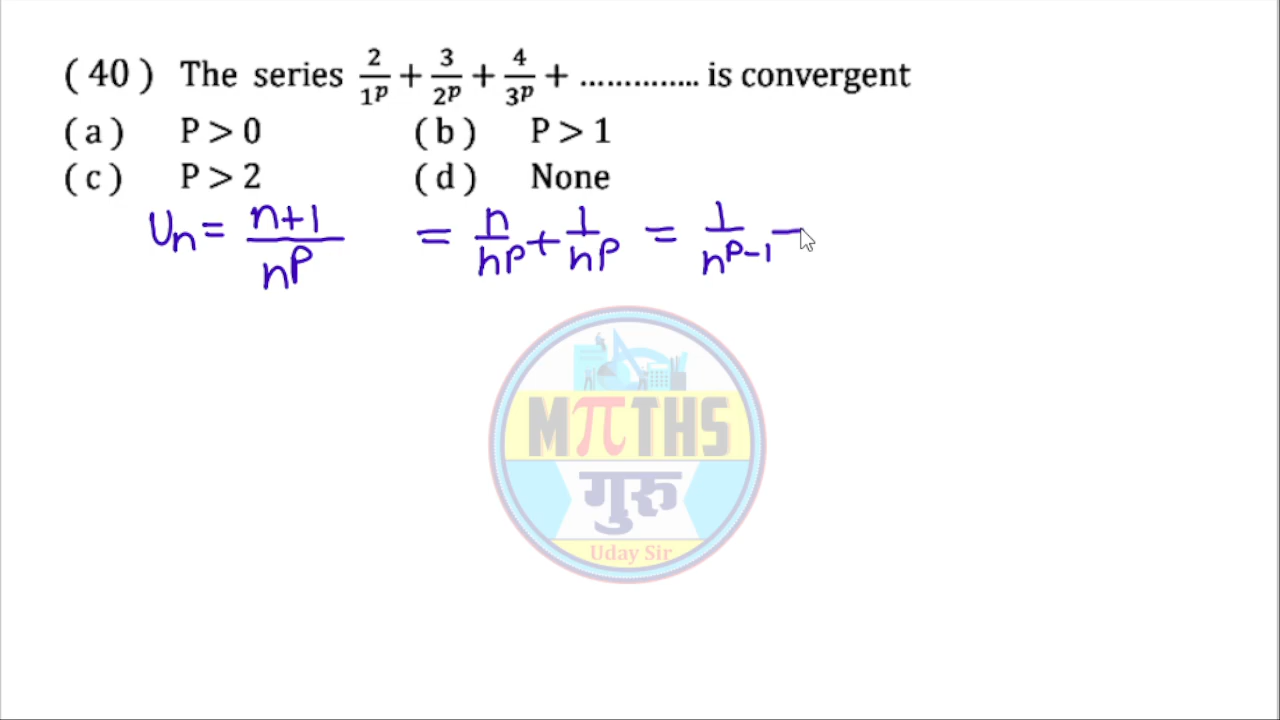 ( 40 ) The series 2/1^p + 3/2^p + 4/3^p + .............. is convergent
( a ) P > 0 ( b ) P > 1
( c ) P > 2 ( d ) None
Un = n+1/n^p = n/n^p + 1/n^p = 1/n^(p-1) -
MπTHS
गुरु
Uday Sir